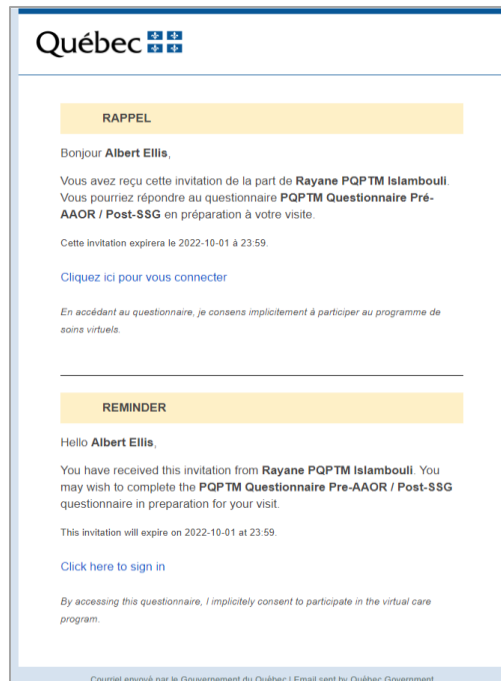 Québec
RAPPEL
Bonjour Albert Ellis,
Vous avez reçu cette invitation de la part de Rayane PQPTM Islambouli.
Vous pourriez répondre au questionnaire PQPTM Questionnaire Pré-
AAOR / Post-SSG en préparation à votre visite.
Cette invitation expirera le 2022-10-01 à 23:59.
Cliquez ici pour vous connecter
En accédant au questionnaire, je consens implicitement à participer au programme de
soins virtuels.
REMINDER
Hello Albert Ellis,
You have received this invitation from Rayane PQPTM Islambouli. You
may wish to complete the PQPTM Questionnaire Pre-AAOR / Post-SSG
questionnaire in preparation for your visit.
This invitation will expire on 2022-10-01 at 23:59.
Click here to sign in
By accessing this questionnaire, I implicitely consent to participate in the virtual care
program.
Courriel envoyé par le Gouvernement du Québec | Email sent by Québec Government